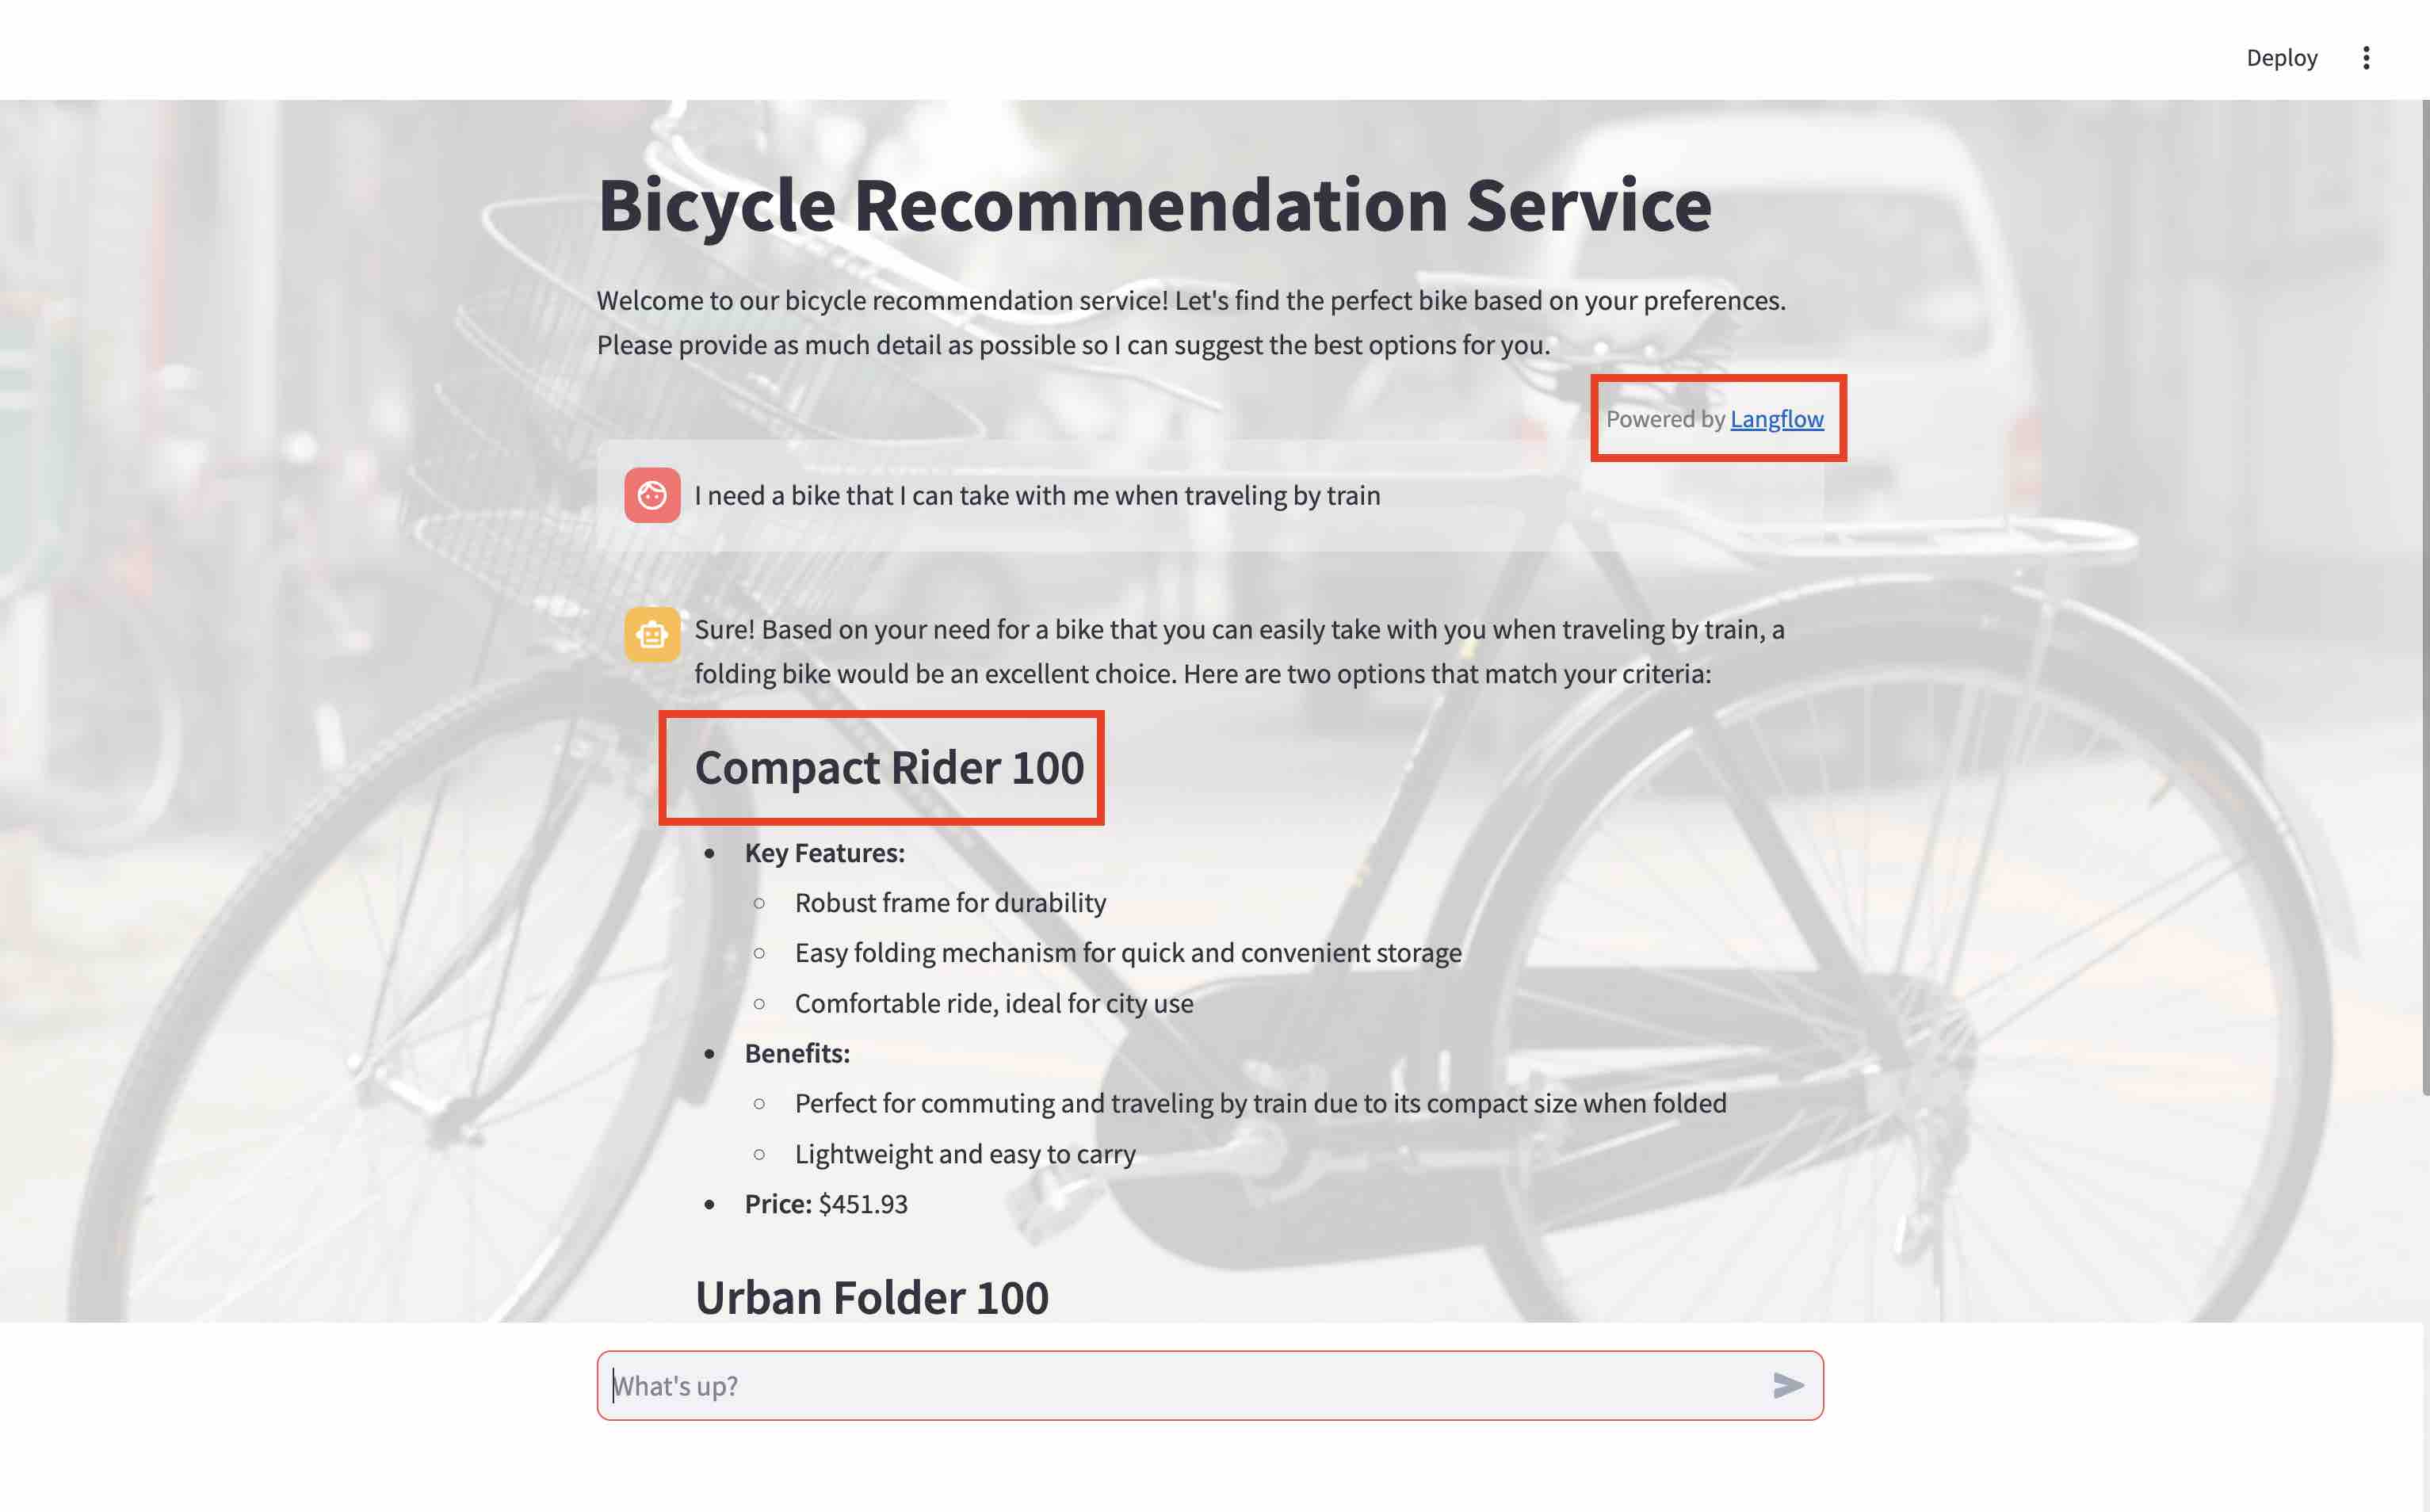 Deploy
Bicycle Recommendation Service
Welcome to our bicycle recommendation service! Let's find the perfect bike based on your preferences.
Please provide as much detail as possible so I can suggest the best options for you.
Powered by Langflow
I need a bike that I can take with me when traveling by train
Sure! Based on your need for a bike that you can easily take with you when traveling by train, a
folding bike would be an excellent choice. Here are two options that match your criteria:
Compact Rider 100
Key Features:
Robust frame for durability
Easy folding mechanism for quick and convenient storage
Comfortable ride, ideal for city use
Benefits:
Perfect for commuting and traveling by train due to its compact size when folded
Lightweight and easy to carry
Price: $451.93
Urban Folder 100
What's up?